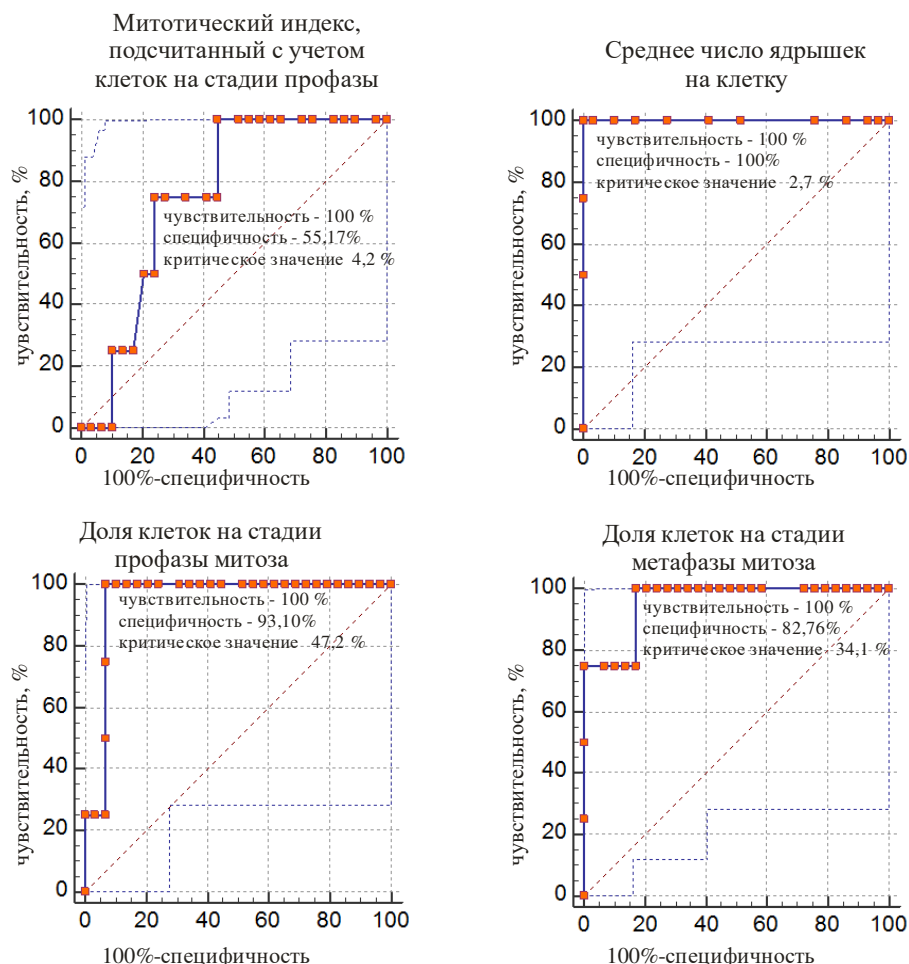 Митотический индекс,
подсчитанный с учетом
клеток на стадии профазы
чувствительность, %
100
80
60
40
20
0
чувствительность - 100 %
специфичность - 55,17%
критическое значение 4,2 %
0 20 40 60 80 100
100%-специфичность
Среднее число ядрышек
на клетку
чувствительность, %
100
80
60
40
20
0
чувствительность - 100 %
специфичность - 100%
критическое значение 2,7 %
0 20 40 60 80 100
100%-специфичность
Доля клеток на стадии
профазы митоза
чувствительность, %
100
80
60
40
20
0
чувствительность - 100 %
специфичность - 93,10%
критическое значение 47,2 %
0 20 40 60 80 100
100%-специфичность
Доля клеток на стадии
метафазы митоза
чувствительность, %
100
80
60
40
20
0
чувствительность - 100 %
специфичность - 82,76%
критическое значение 34,1 %
0 20 40 60 80 100
100%-специфичность